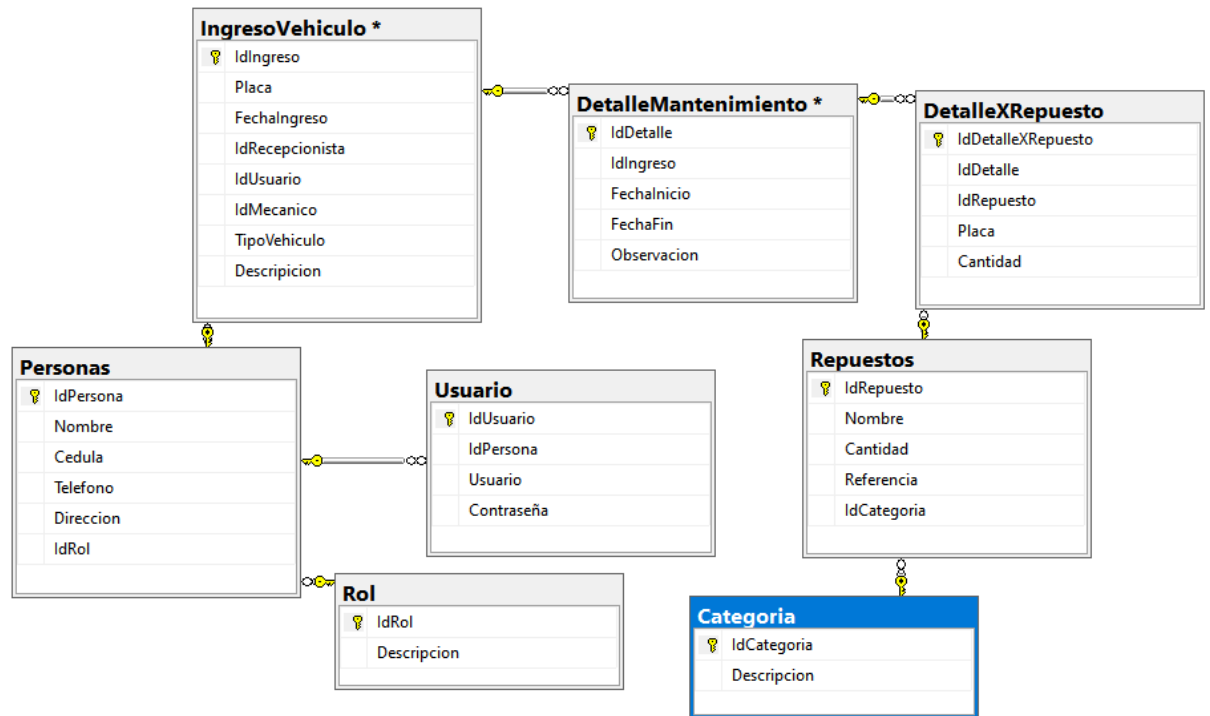 IngresoVehiculo *
IdIngreso
Placa
FechaIngreso
IdRecepcionista
IdUsuario
IdMecanico
TipoVehiculo
Descripicion
DetalleMantenimiento *
IdDetalle
IdIngreso
FechaInicio
FechaFin
Observacion
DetalleXRepuesto
IdDetalleXRepuesto
IdDetalle
IdRepuesto
Placa
Cantidad
Personas
IdPersona
Nombre
Cedula
Telefono
Direccion
IdRol
Usuario
IdUsuario
IdPersona
Usuario
Contraseña
Repuestos
IdRepuesto
Nombre
Cantidad
Referencia
IdCategoria
Rol
IdRol
Descripcion
Categoria
IdCategoria
Descripcion